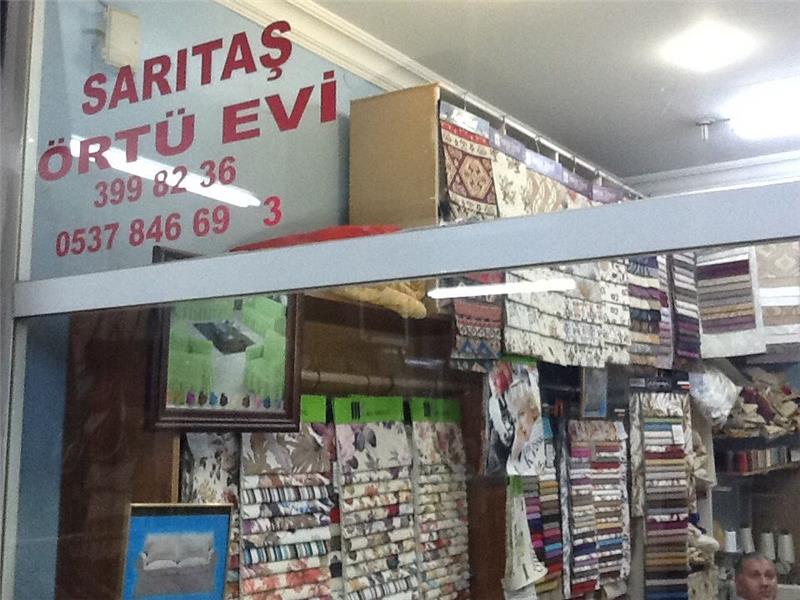 SARITAŞ
ÖRTÜ EVİ
399 82 36
0537 846 69 3